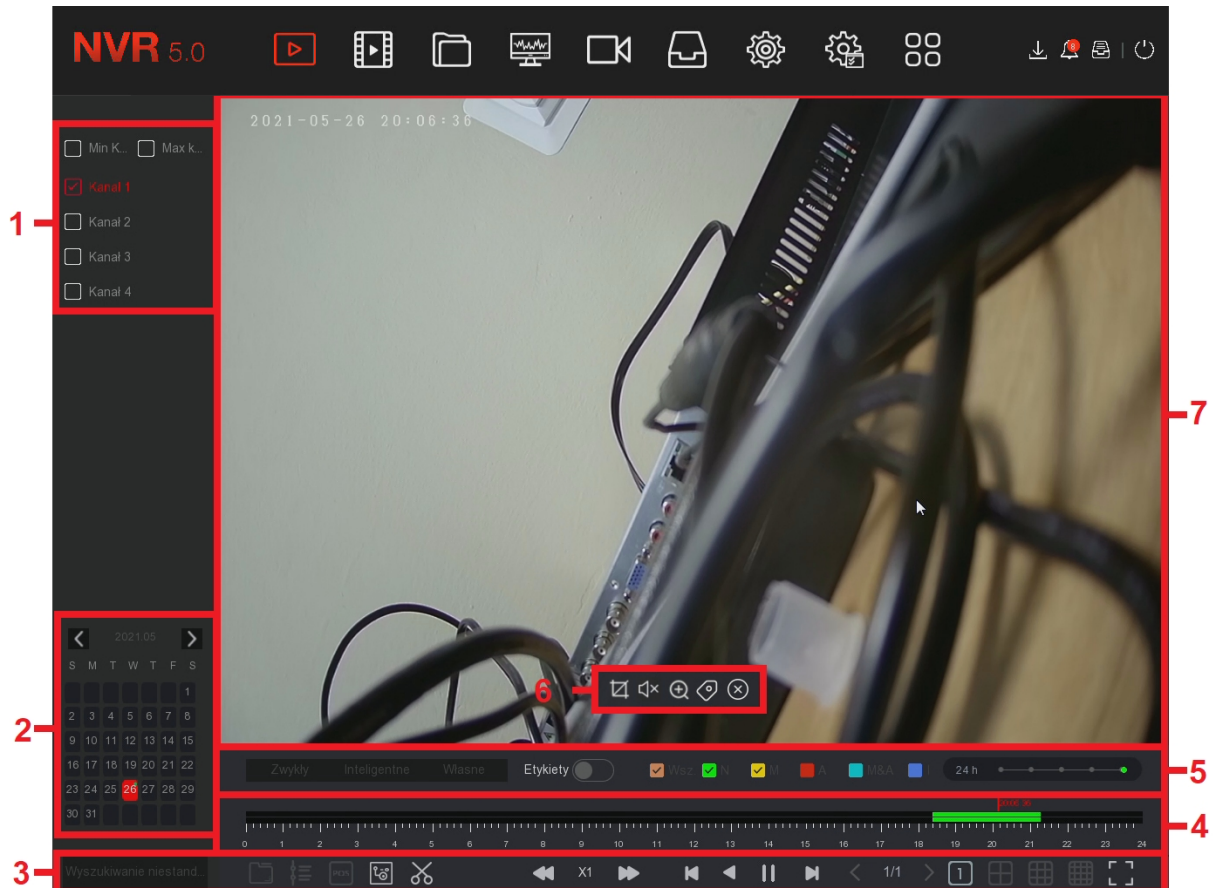 NVR 5.0
8
2021-05-26 20:06:36
Min K... Max k...
Kanał 1
1
Kanał 2
Kanał 3
Kanał 4
7
2021.05
S M T W T F S
1
2 3 4 5 6 7 8
9 10 11 12 13 14 15
16 17 18 19 20 21 22
23 24 25 26 27 28 29
30 31
2
6
Zwykły Inteligentne Własne Etykiety Wsz N M A M&A I 24 h
5
20:06:36
0 1 2 3 4 5 6 7 8 9 10 11 12 13 14 15 16 17 18 19 20 21 22 23 24
4
3
Wyszukiwanie niestand... POS X1 1/1 1